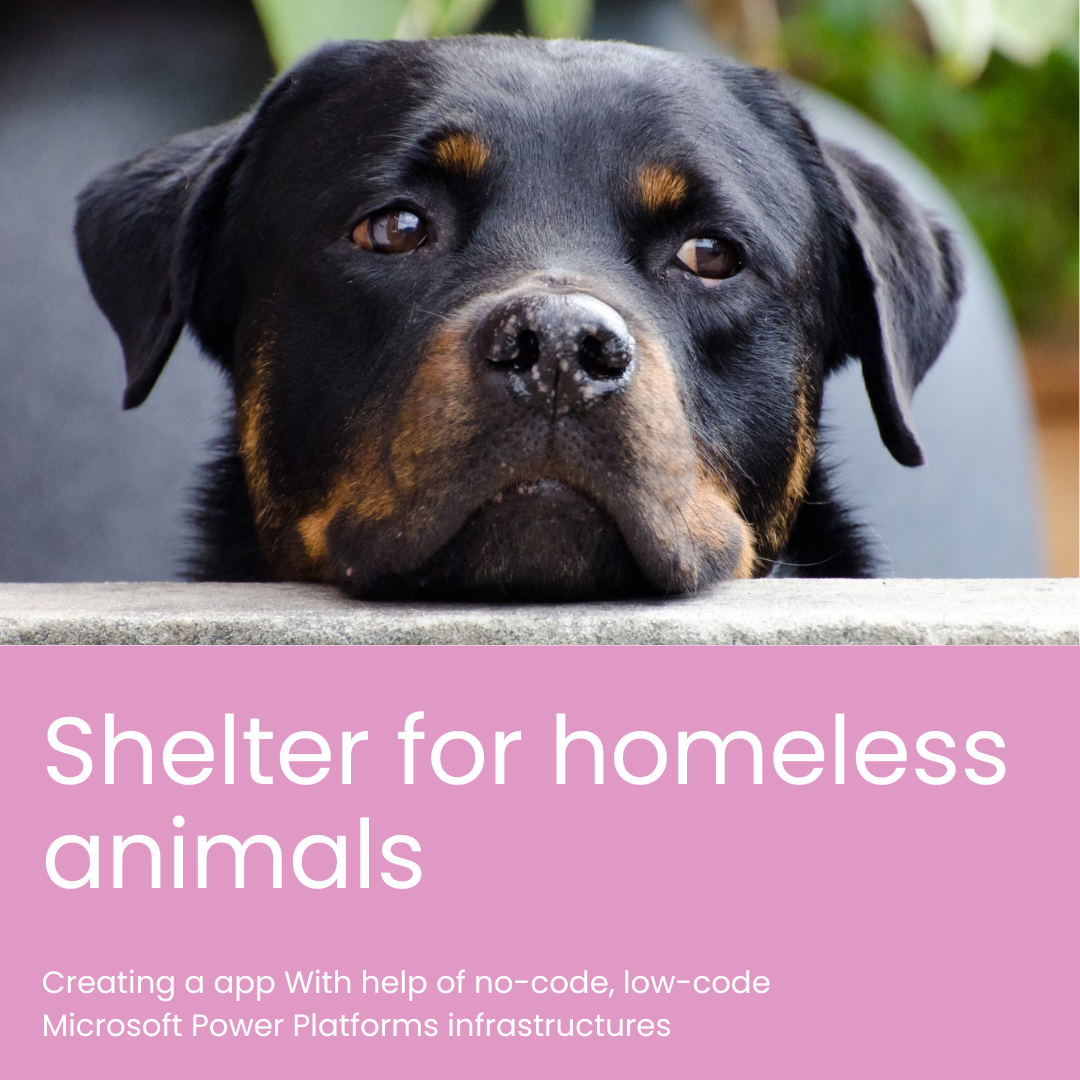 Shelter for homeless
animals
Creating a app With help of no-code, low-code
Microsoft Power Platforms infrastructures